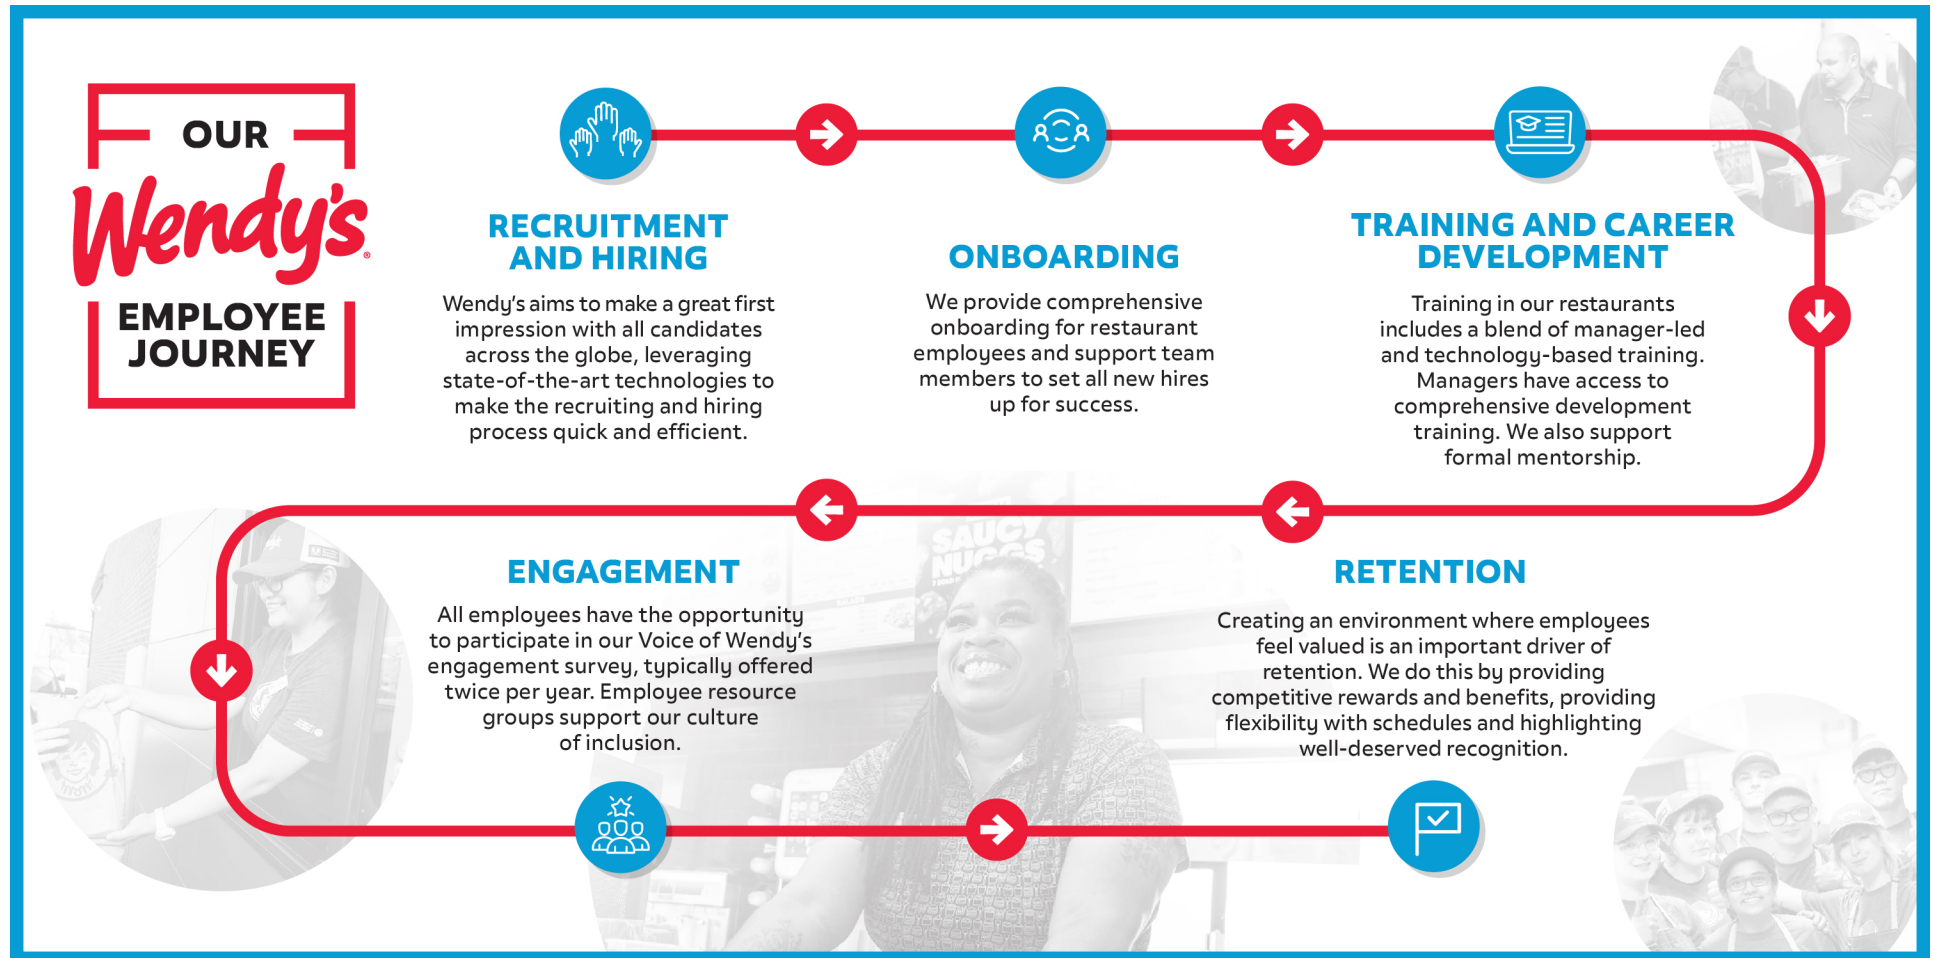 OUR
Wendy's®
EMPLOYEE
JOURNEY
RECRUITMENT
AND HIRING
Wendy's aims to make a great first
impression with all candidates
across the globe, leveraging
state-of-the-art technologies to
make the recruiting and hiring
process quick and efficient.
ONBOARDING
We provide comprehensive
onboarding for restaurant
employees and support team
members to set all new hires
up for success.
TRAINING AND CAREER
DEVELOPMENT
Training in our restaurants
includes a blend of manager-led
and technology-based training.
Managers have access to
comprehensive development
training. We also support
formal mentorship.
ENGAGEMENT
All employees have the opportunity
to participate in our Voice of Wendy's
engagement survey, typically offered
twice per year. Employee resource
groups support our culture
of inclusion.
SAUCY
NUGGS
RETENTION
Creating an environment where employees
feel valued is an important driver of
retention. We do this by providing
competitive rewards and benefits, providing
flexibility with schedules and highlighting
well-deserved recognition.